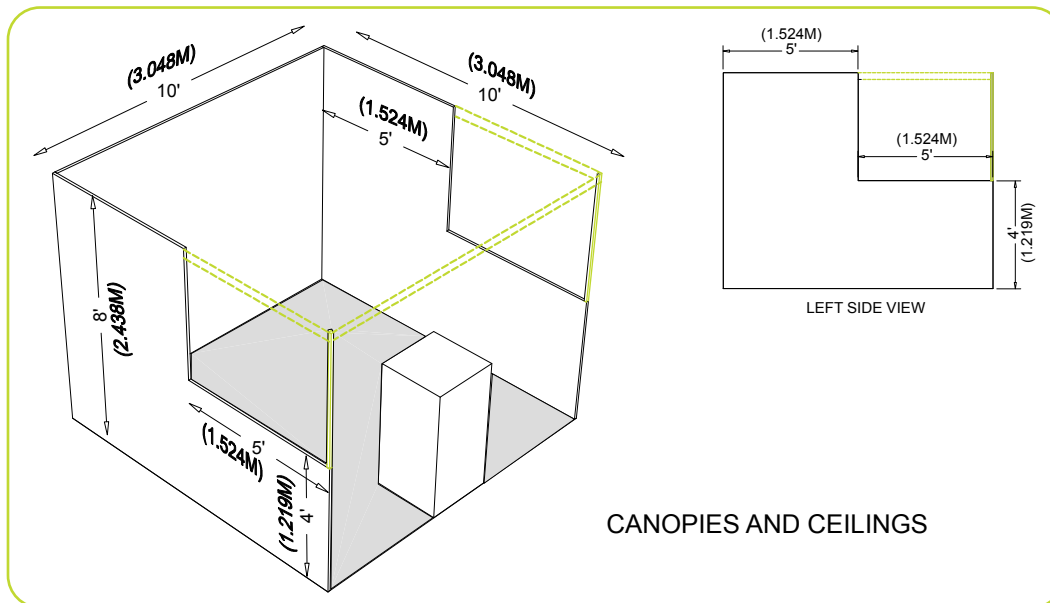 (3.048M)
10'
(3.048M)
10'
(1.524M)
5'
8'
(2.438M)
5'
(1.524M)
(1.219M)
4'
(1.524M)
5'
(1.524M)
5'
4'
(1.219M)
LEFT SIDE VIEW
CANOPIES AND CEILINGS